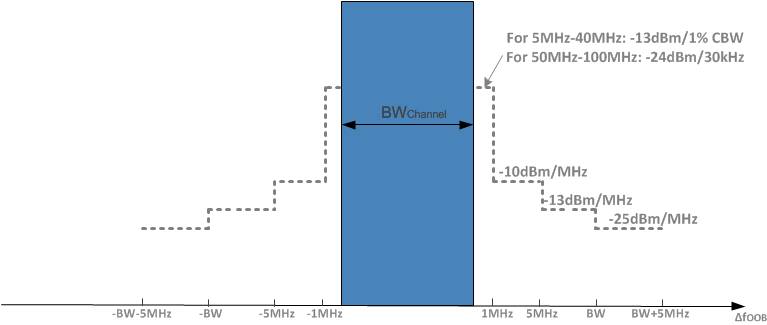 For 5MHz-40MHz: -13dBm/1% CBW
For 50MHz-100MHz: -24dBm/30kHz
BWChannel
-10dBm/MHz
-13dBm/MHz
-25dBm/MHz
-BW-5MHz -BW -5MHz -1MHz 1MHz 5MHz BW BW+5MHz ΔfOOB